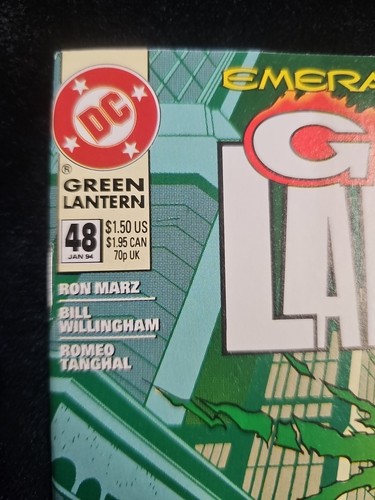 DC
®
GREEN
LANTERN
48
JAN 94
$1.50 US
$1.95 CAN
70p UK
RON MARZ
BILL
WILLINGHAM
ROMEO
TANGHAL
EMERA
G
LA